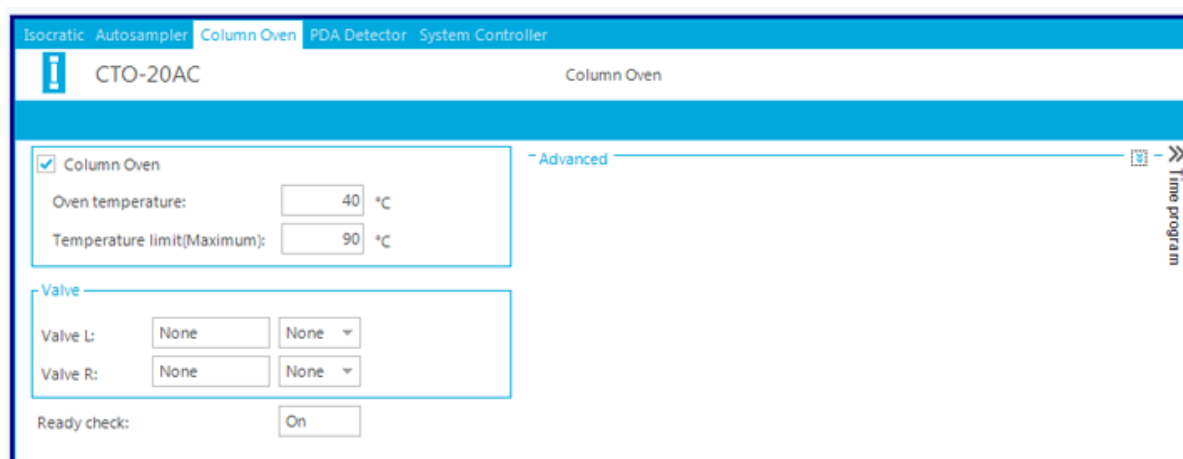 Isocratic Autosampler Column Oven PDA Detector System Controller
CTO-20AC Column Oven
Column Oven
Oven temperature: 40 °C
Temperature limit(Maximum): 90 °C
Valve
Valve L: None None
Valve R: None None
Ready check: On
Advanced
Time program